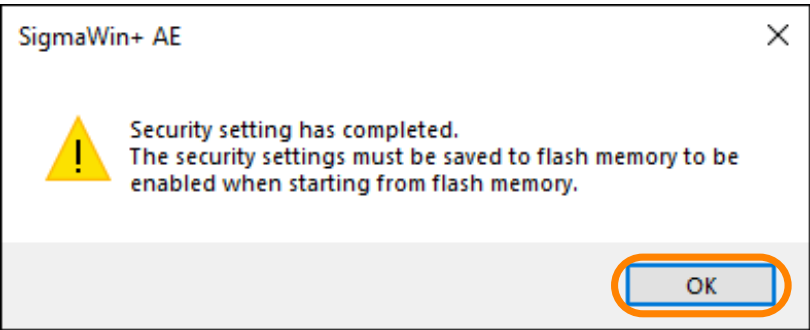 SigmaWin+ AE
Security setting has completed.
The security settings must be saved to flash memory to be
enabled when starting from flash memory.
OK